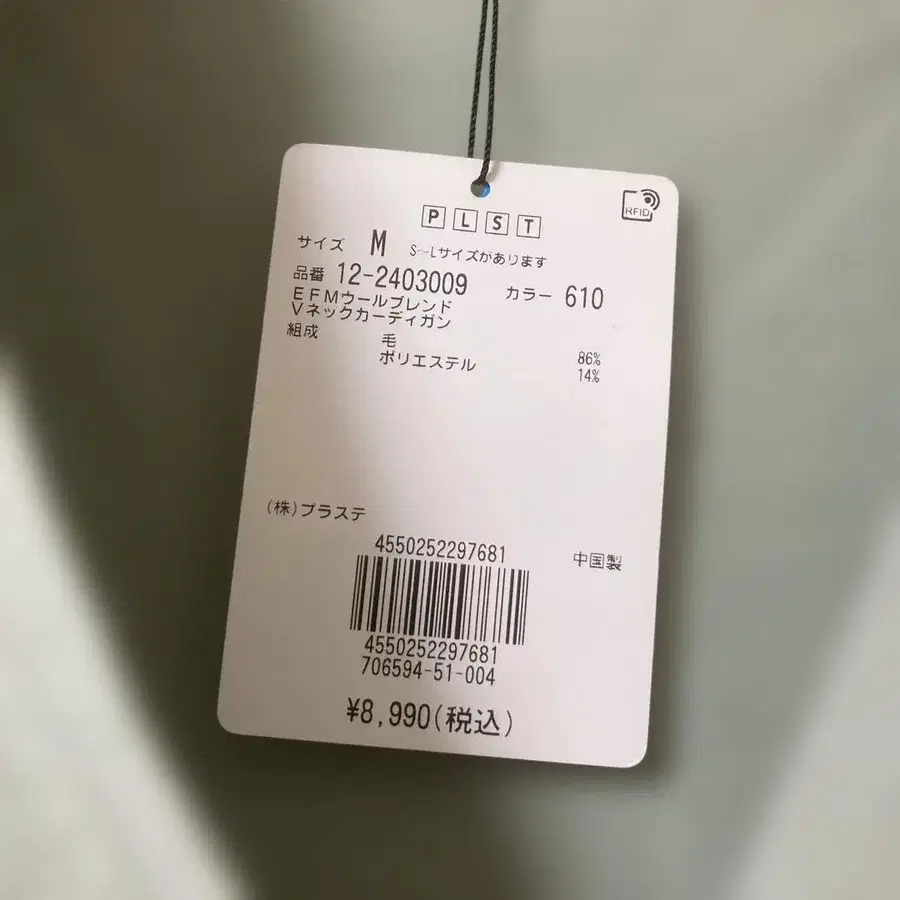 RFID
PLST
サイズ M S～Lサイズがあります
品番 12-2403009 カラー 610
EFMウールブレンド
Vネックカーディガン
組成 毛 86%
ポリエステル 14%
(株)プラステ
4550252297681
中国製
4550252297681
706594-51-004
¥8,990(税込)